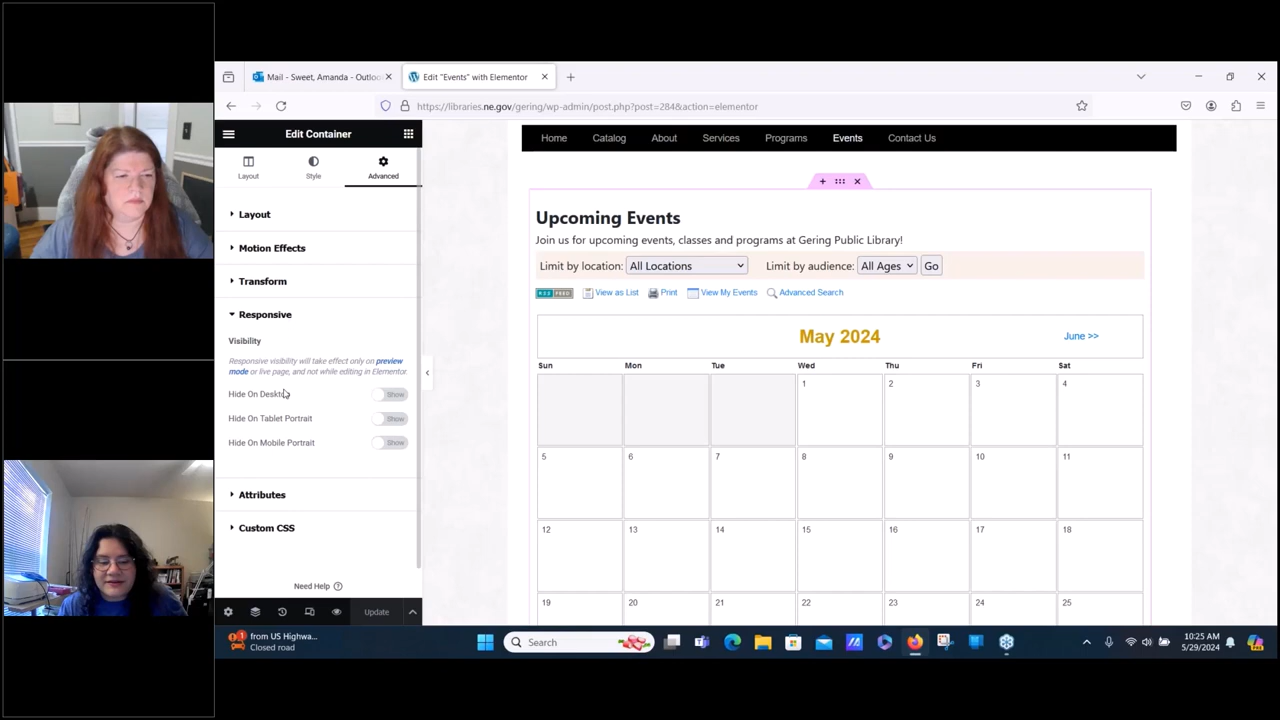 Mail - Sweet, Amanda - Outlo
Edit "Events" with Elementor
https://libraries.ne.gov/gering/wp-admin/post.php?post=284&action=elementor
Edit Container
Layout
Style
Advanced
Layout
Motion Effects
Transform
Responsive
Visibility
Responsive visibility will take effect only on preview
mode or live page, and not while editing in Elementor.
Hide On Desktop Show
Hide On Tablet Portrait Show
Hide On Mobile Portrait Show
Attributes
Custom CSS
Need Help ?
Update
Home Catalog About Services Programs Events Contact Us
Upcoming Events
Join us for upcoming events, classes and programs at Gering Public Library!
Limit by location: All Locations Limit by audience: All Ages Go
RSS FEED View as List Print View My Events Advanced Search
May 2024 June >>
Sun Mon Tue Wed Thu Fri Sat
1 2 3 4
5 6 7 8 9 10 11
12 13 14 15 16 17 18
19 20 21 22 23 24 25
from US Highwa...
Closed road
Search
10:25 AM
5/29/2024